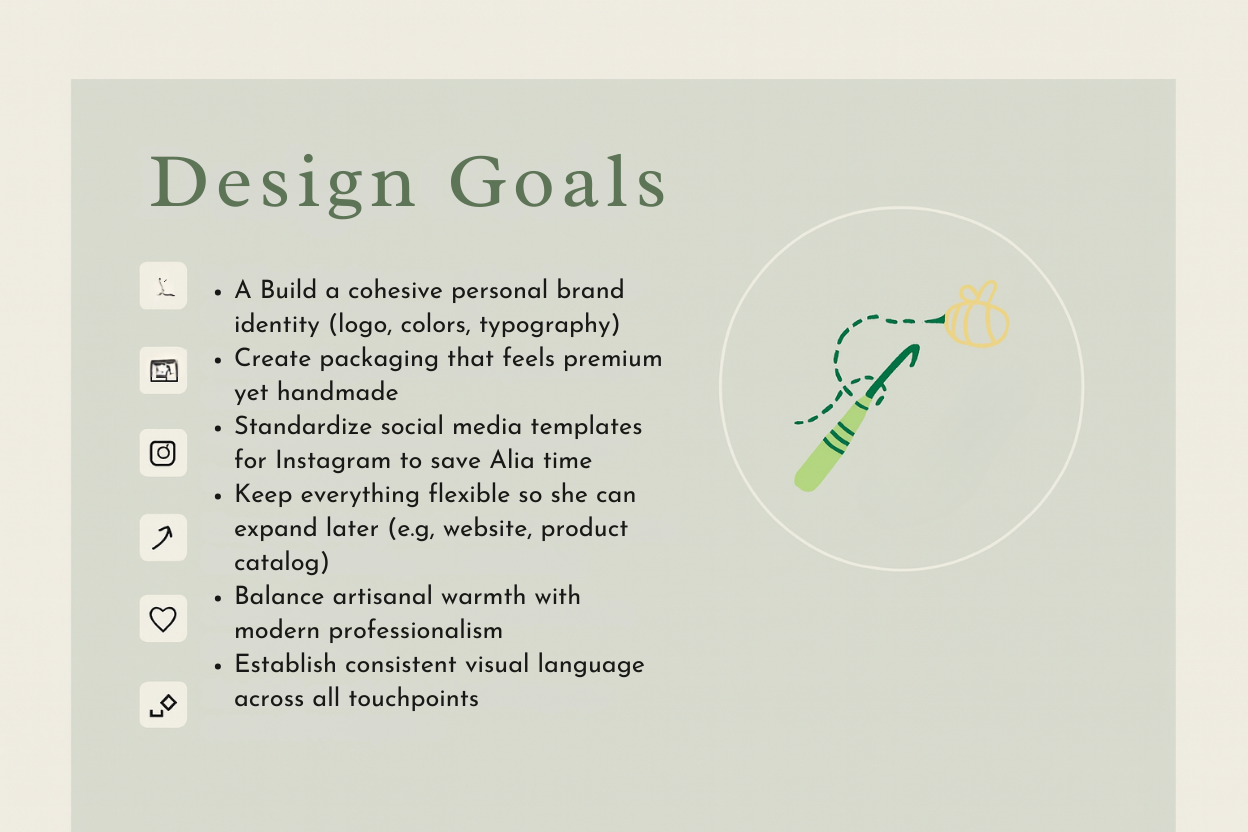 Design Goals
• A Build a cohesive personal brand
identity (logo, colors, typography)
• Create packaging that feels premium
yet handmade
• Standardize social media templates
for Instagram to save Alia time
• Keep everything flexible so she can
expand later (e.g, website, product
catalog)
• Balance artisanal warmth with
modern professionalism
• Establish consistent visual language
across all touchpoints